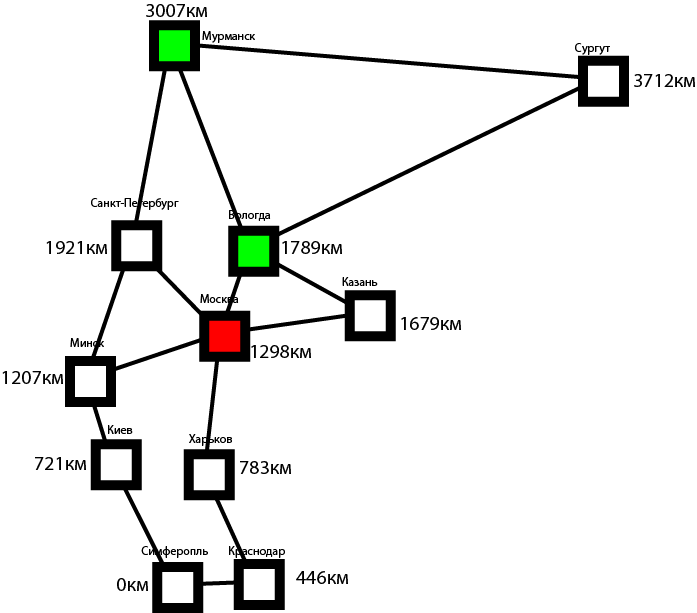 3007км
Мурманск
Сургут
3712км
Санкт-Петербург
1921км
Вологда
1789км
Казань
1679км
Москва
1298км
Минск
1207км
Киев
721км
Харьков
783км
Симферопль
0км
Краснодар
446км